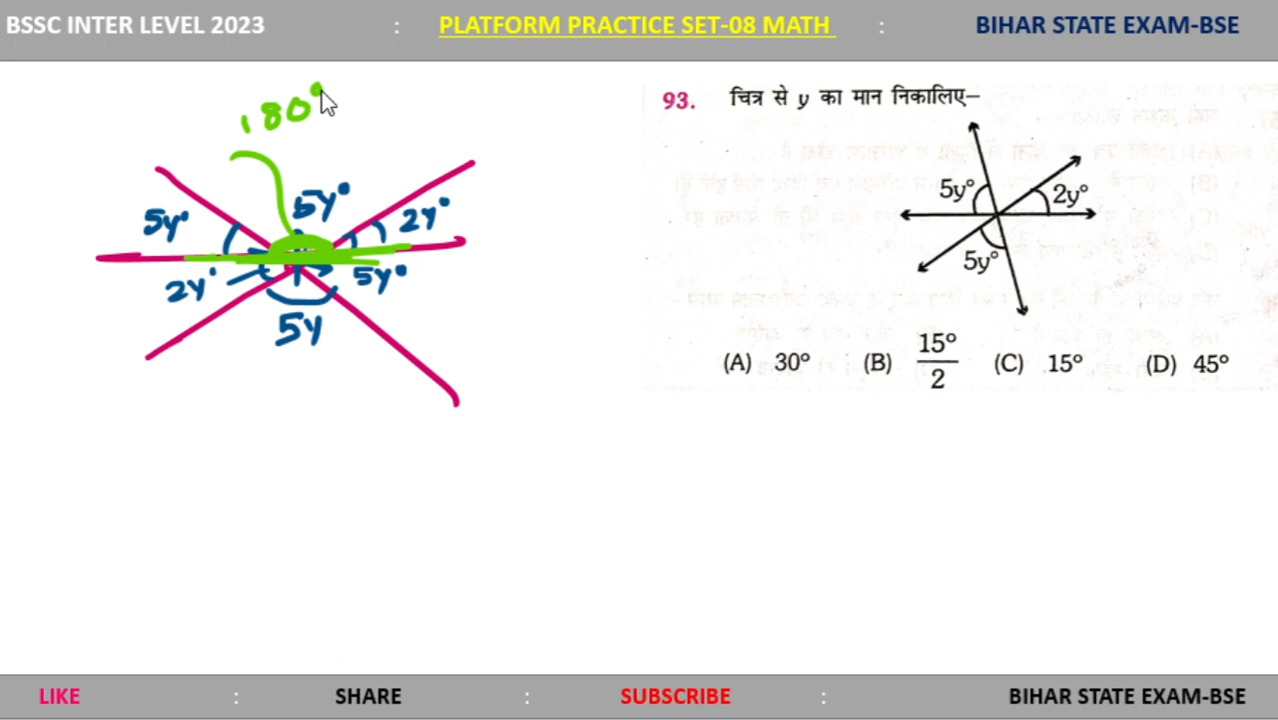 BSSC INTER LEVEL 2023 : PLATFORM PRACTICE SET-08 MATH : BIHAR STATE EXAM-BSE
180°
5y° 5y° 2y°
2y° 5y°
5y
93. चित्र से y का मान निकालिए–
5y° 2y°
5y°
(A) 30° (B) 15°/2 (C) 15° (D) 45°
LIKE : SHARE : SUBSCRIBE : BIHAR STATE EXAM-BSE